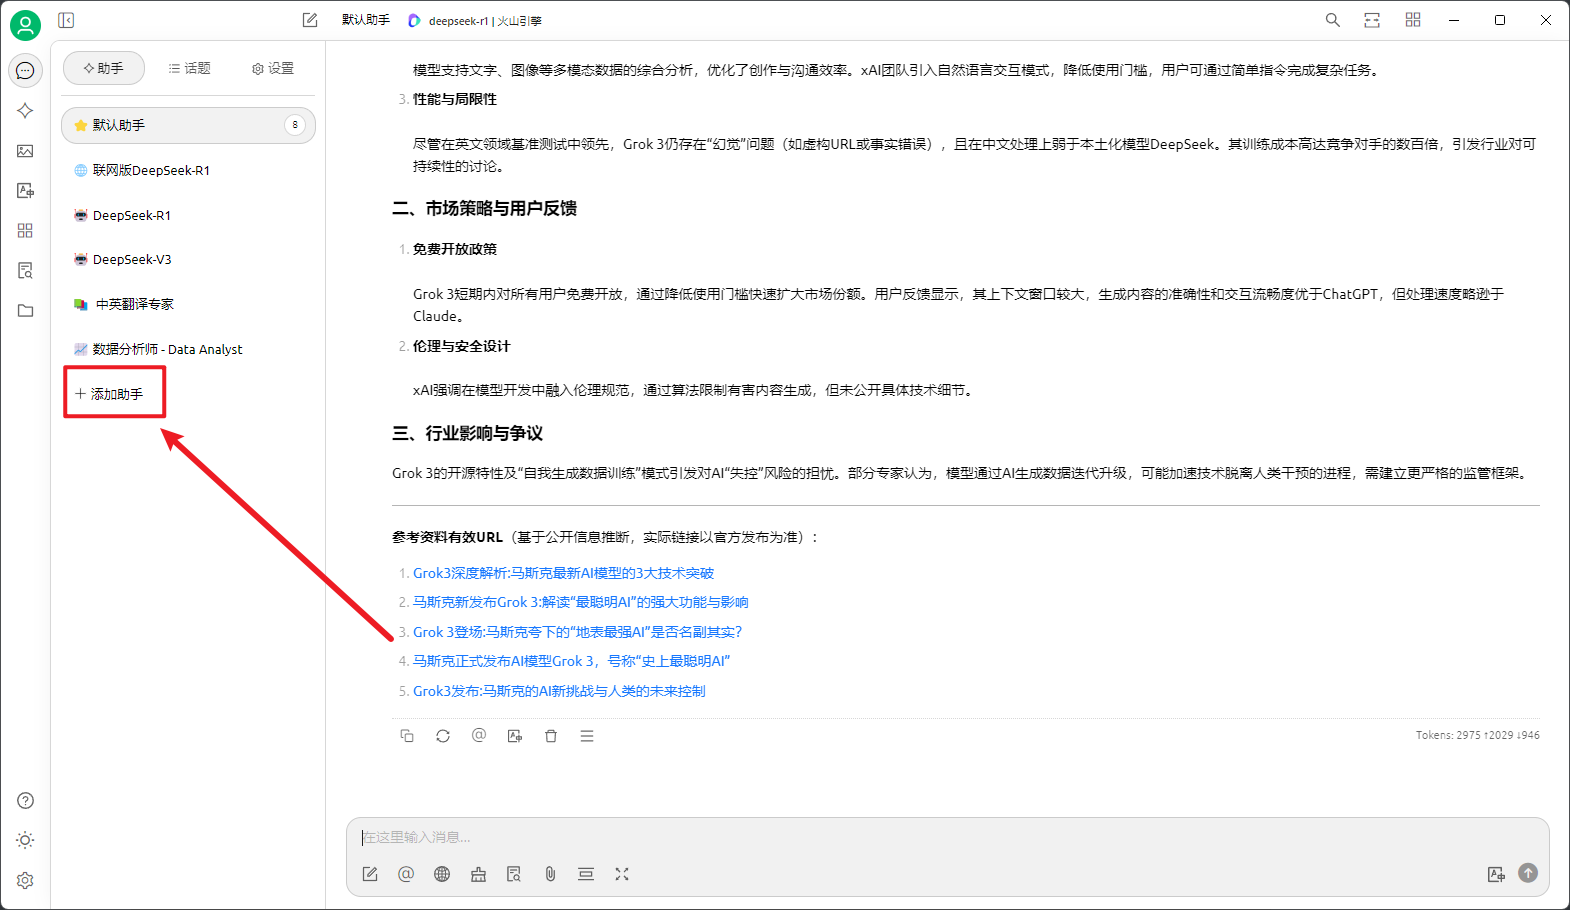 默认助手
deepseek-r1 | 火山引擎
助手
话题
设置
默认助手
8
联网版DeepSeek-R1
DeepSeek-R1
DeepSeek-V3
中英翻译专家
数据分析师 - Data Analyst
添加助手
模型支持文字、图像等多模态数据的综合分析，优化了创作与沟通效率。xAI团队引入自然语言交互模式，降低使用门槛，用户可通过简单指令完成复杂任务。
3. 性能与局限性
尽管在英文领域基准测试中领先，Grok 3仍存在“幻觉”问题（如虚构URL或事实错误），且在中文处理上弱于本土化模型DeepSeek。其训练成本高达竞争对手的数百倍，引发行业对可
持续性的讨论。
二、市场策略与用户反馈
1. 免费开放政策
Grok 3短期内对所有用户免费开放，通过降低使用门槛快速扩大市场份额。用户反馈显示，其上下文窗口较大，生成内容的准确性和交互流畅度优于ChatGPT，但处理速度略逊于
Claude。
2. 伦理与安全设计
xAI强调在模型开发中融入伦理规范，通过算法限制有害内容生成，但未公开具体技术细节。
三、行业影响与争议
Grok 3的开源特性及“自我生成数据训练”模式引发对AI“失控”风险的担忧。部分专家认为，模型通过AI生成数据迭代升级，可能加速技术脱离人类干预的进程，需建立更严格的监管框架。
参考资料有效URL（基于公开信息推断，实际链接以官方发布为准）：
1. Grok3深度解析:马斯克最新AI模型的3大技术突破
2. 马斯克新发布Grok 3:解读“最聪明AI”的强大功能与影响
3. Grok 3登场:马斯克夸下的“地表最强AI”是否名副其实？
4. 马斯克正式发布AI模型Grok 3，号称“史上最聪明AI”
5. Grok3发布:马斯克的AI新挑战与人类的未来控制
Tokens: 2975 ↑2029 ↓946
在这里输入消息...